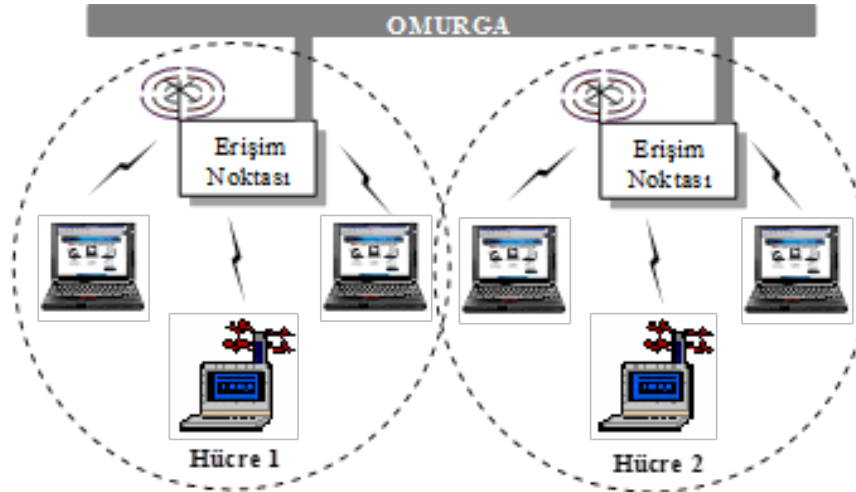 OMURGA
Erişim
Noktası
Erişim
Noktası
Hücre 1
Hücre 2